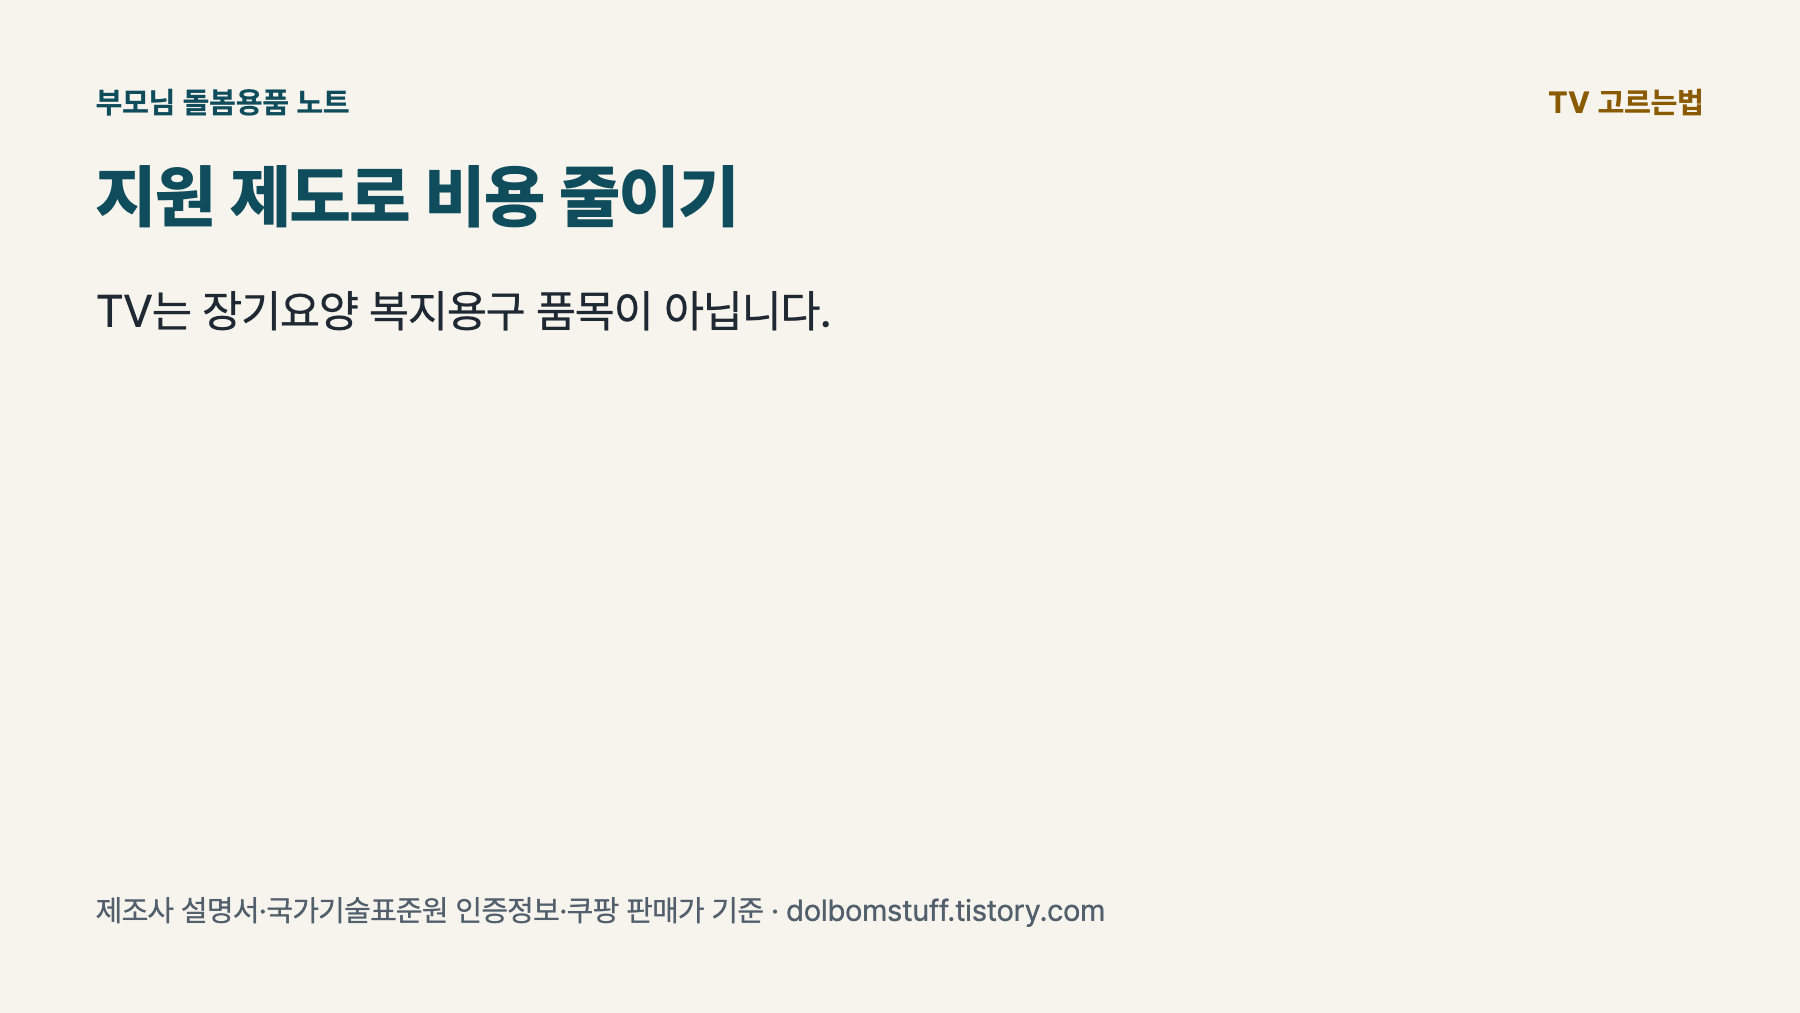 부모님 돌봄용품 노트
TV 고르는법
지원 제도로 비용 줄이기
TV는 장기요양 복지용구 품목이 아닙니다.
제조사 설명서·국가기술표준원 인증정보·쿠팡 판매가 기준 · dolbomstuff.tistory.com